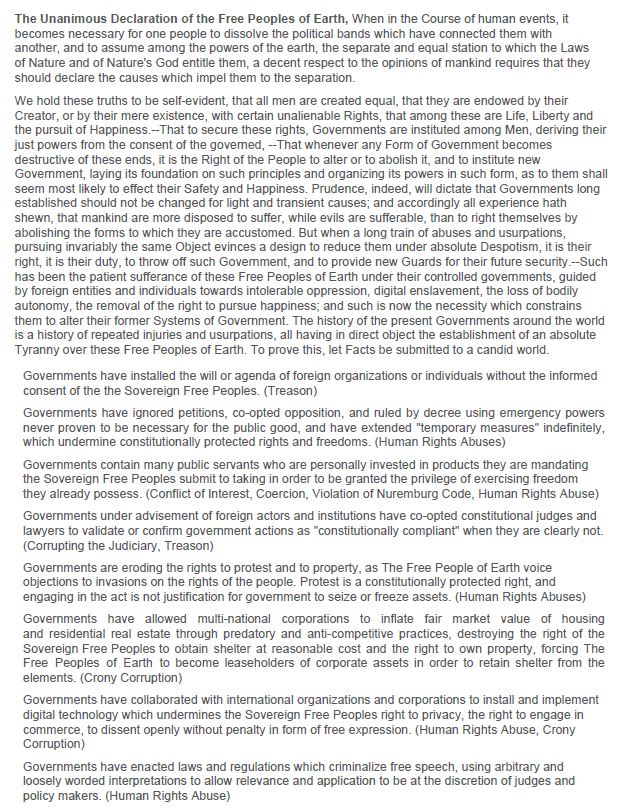 The Unanimous Declaration of the Free Peoples of Earth, When in the Course of human events, it
becomes necessary for one people to dissolve the political bands which have connected them with
another, and to assume among the powers of the earth, the separate and equal station to which the Laws
of Nature and of Nature's God entitle them, a decent respect to the opinions of mankind requires that they
should declare the causes which impel them to the separation.
We hold these truths to be self-evident, that all men are created equal, that they are endowed by their
Creator, or by their mere existence, with certain unalienable Rights, that among these are Life, Liberty and
the pursuit of Happiness.--That to secure these rights, Governments are instituted among Men, deriving their
just powers from the consent of the governed, --That whenever any Form of Government becomes
destructive of these ends, it is the Right of the People to alter or to abolish it, and to institute new
Government, laying its foundation on such principles and organizing its powers in such form, as to them shall
seem most likely to effect their Safety and Happiness. Prudence, indeed, will dictate that Governments long
established should not be changed for light and transient causes; and accordingly all experience hath
shewn, that mankind are more disposed to suffer, while evils are sufferable, than to right themselves by
abolishing the forms to which they are accustomed. But when a long train of abuses and usurpations,
pursuing invariably the same Object evinces a design to reduce them under absolute Despotism, it is their
right, it is their duty, to throw off such Government, and to provide new Guards for their future security.--Such
has been the patient sufferance of these Free Peoples of Earth under their controlled governments, guided
by foreign entities and individuals towards intolerable oppression, digital enslavement, the loss of bodily
autonomy, the removal of the right to pursue happiness; and such is now the necessity which constrains
them to alter their former Systems of Government. The history of the present Governments around the world
is a history of repeated injuries and usurpations, all having in direct object the establishment of an absolute
Tyranny over these Free Peoples of Earth. To prove this, let Facts be submitted to a candid world.
Governments have installed the will or agenda of foreign organizations or individuals without the informed
consent of the the Sovereign Free Peoples. (Treason)
Governments have ignored petitions, co-opted opposition, and ruled by decree using emergency powers
never proven to be necessary for the public good, and have extended "temporary measures" indefinitely,
which undermine constitutionally protected rights and freedoms. (Human Rights Abuses)
Governments contain many public servants who are personally invested in products they are mandating
the Sovereign Free Peoples submit to taking in order to be granted the privilege of exercising freedom
they already possess. (Conflict of Interest, Coercion, Violation of Nuremburg Code, Human Rights Abuse)
Governments under advisement of foreign actors and institutions have co-opted constitutional judges and
lawyers to validate or confirm government actions as "constitutionally compliant" when they are clearly not.
(Corrupting the Judiciary, Treason)
Governments are eroding the rights to protest and to property, as The Free People of Earth voice
objections to invasions on the rights of the people. Protest is a constitutionally protected right, and
engaging in the act is not justification for government to seize or freeze assets. (Human Rights Abuses)
Governments have allowed multi-national corporations to inflate fair market value of housing
and residential real estate through predatory and anti-competitive practices, destroying the right of the
Sovereign Free Peoples to obtain shelter at reasonable cost and the right to own property, forcing The
Free Peoples of Earth to become leaseholders of corporate assets in order to retain shelter from the
elements. (Crony Corruption)
Governments have collaborated with international organizations and corporations to install and implement
digital technology which undermines the Sovereign Free Peoples right to privacy, the right to engage in
commerce, to dissent openly without penalty in form of free expression. (Human Rights Abuse, Crony
Corruption)
Governments have enacted laws and regulations which criminalize free speech, using arbitrary and
loosely worded interpretations to allow relevance and application to be at the discretion of judges and
policy makers. (Human Rights Abuse)